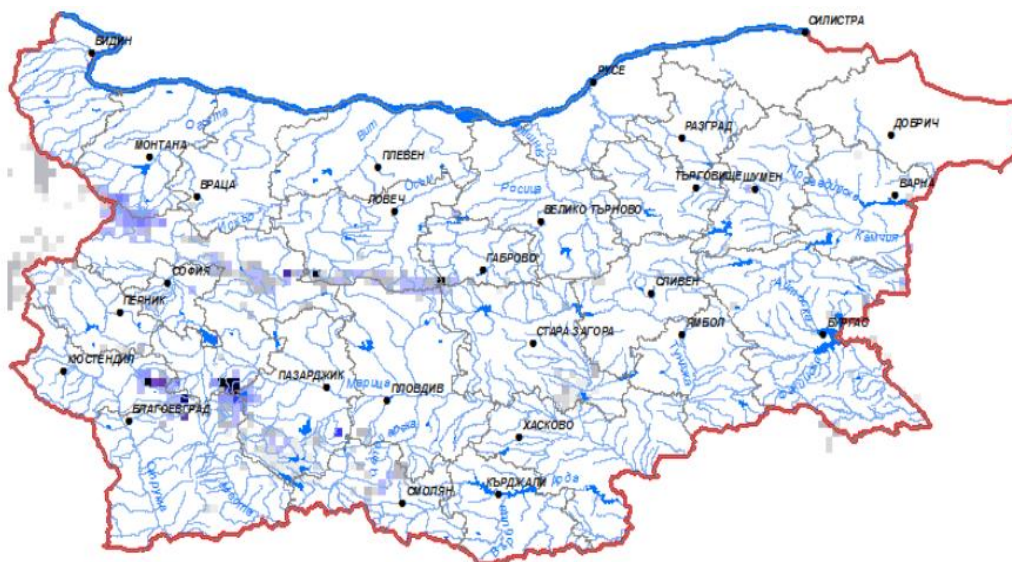 СИЛИСТРА
ВИДИН
РУСЕ
ДОБРИЧ
РАЗГРАД
МОНТАНА
Огоста
Вит
ПЛЕВЕН
ВРАЦА
Осъм
ЛОВЕЧ
Росица
ТЪРГОВИЩЕ
ШУМЕН
ВАРНА
ВЕЛИКО ТЪРНОВО
Камчия
ГАБРОВО
СОФИЯ
СЛИВЕН
ПЕРНИК
СТАРА ЗАГОРА
ЯМБОЛ
БУРГАС
КЮСТЕНДИЛ
ПАЗАРДЖИК
Марица
ПЛОВДИВ
Тунджа
БЛАГОЕВГРАД
ХАСКОВО
Струма
Места
СМОЛЯН
КЪРДЖАЛИ
Арда